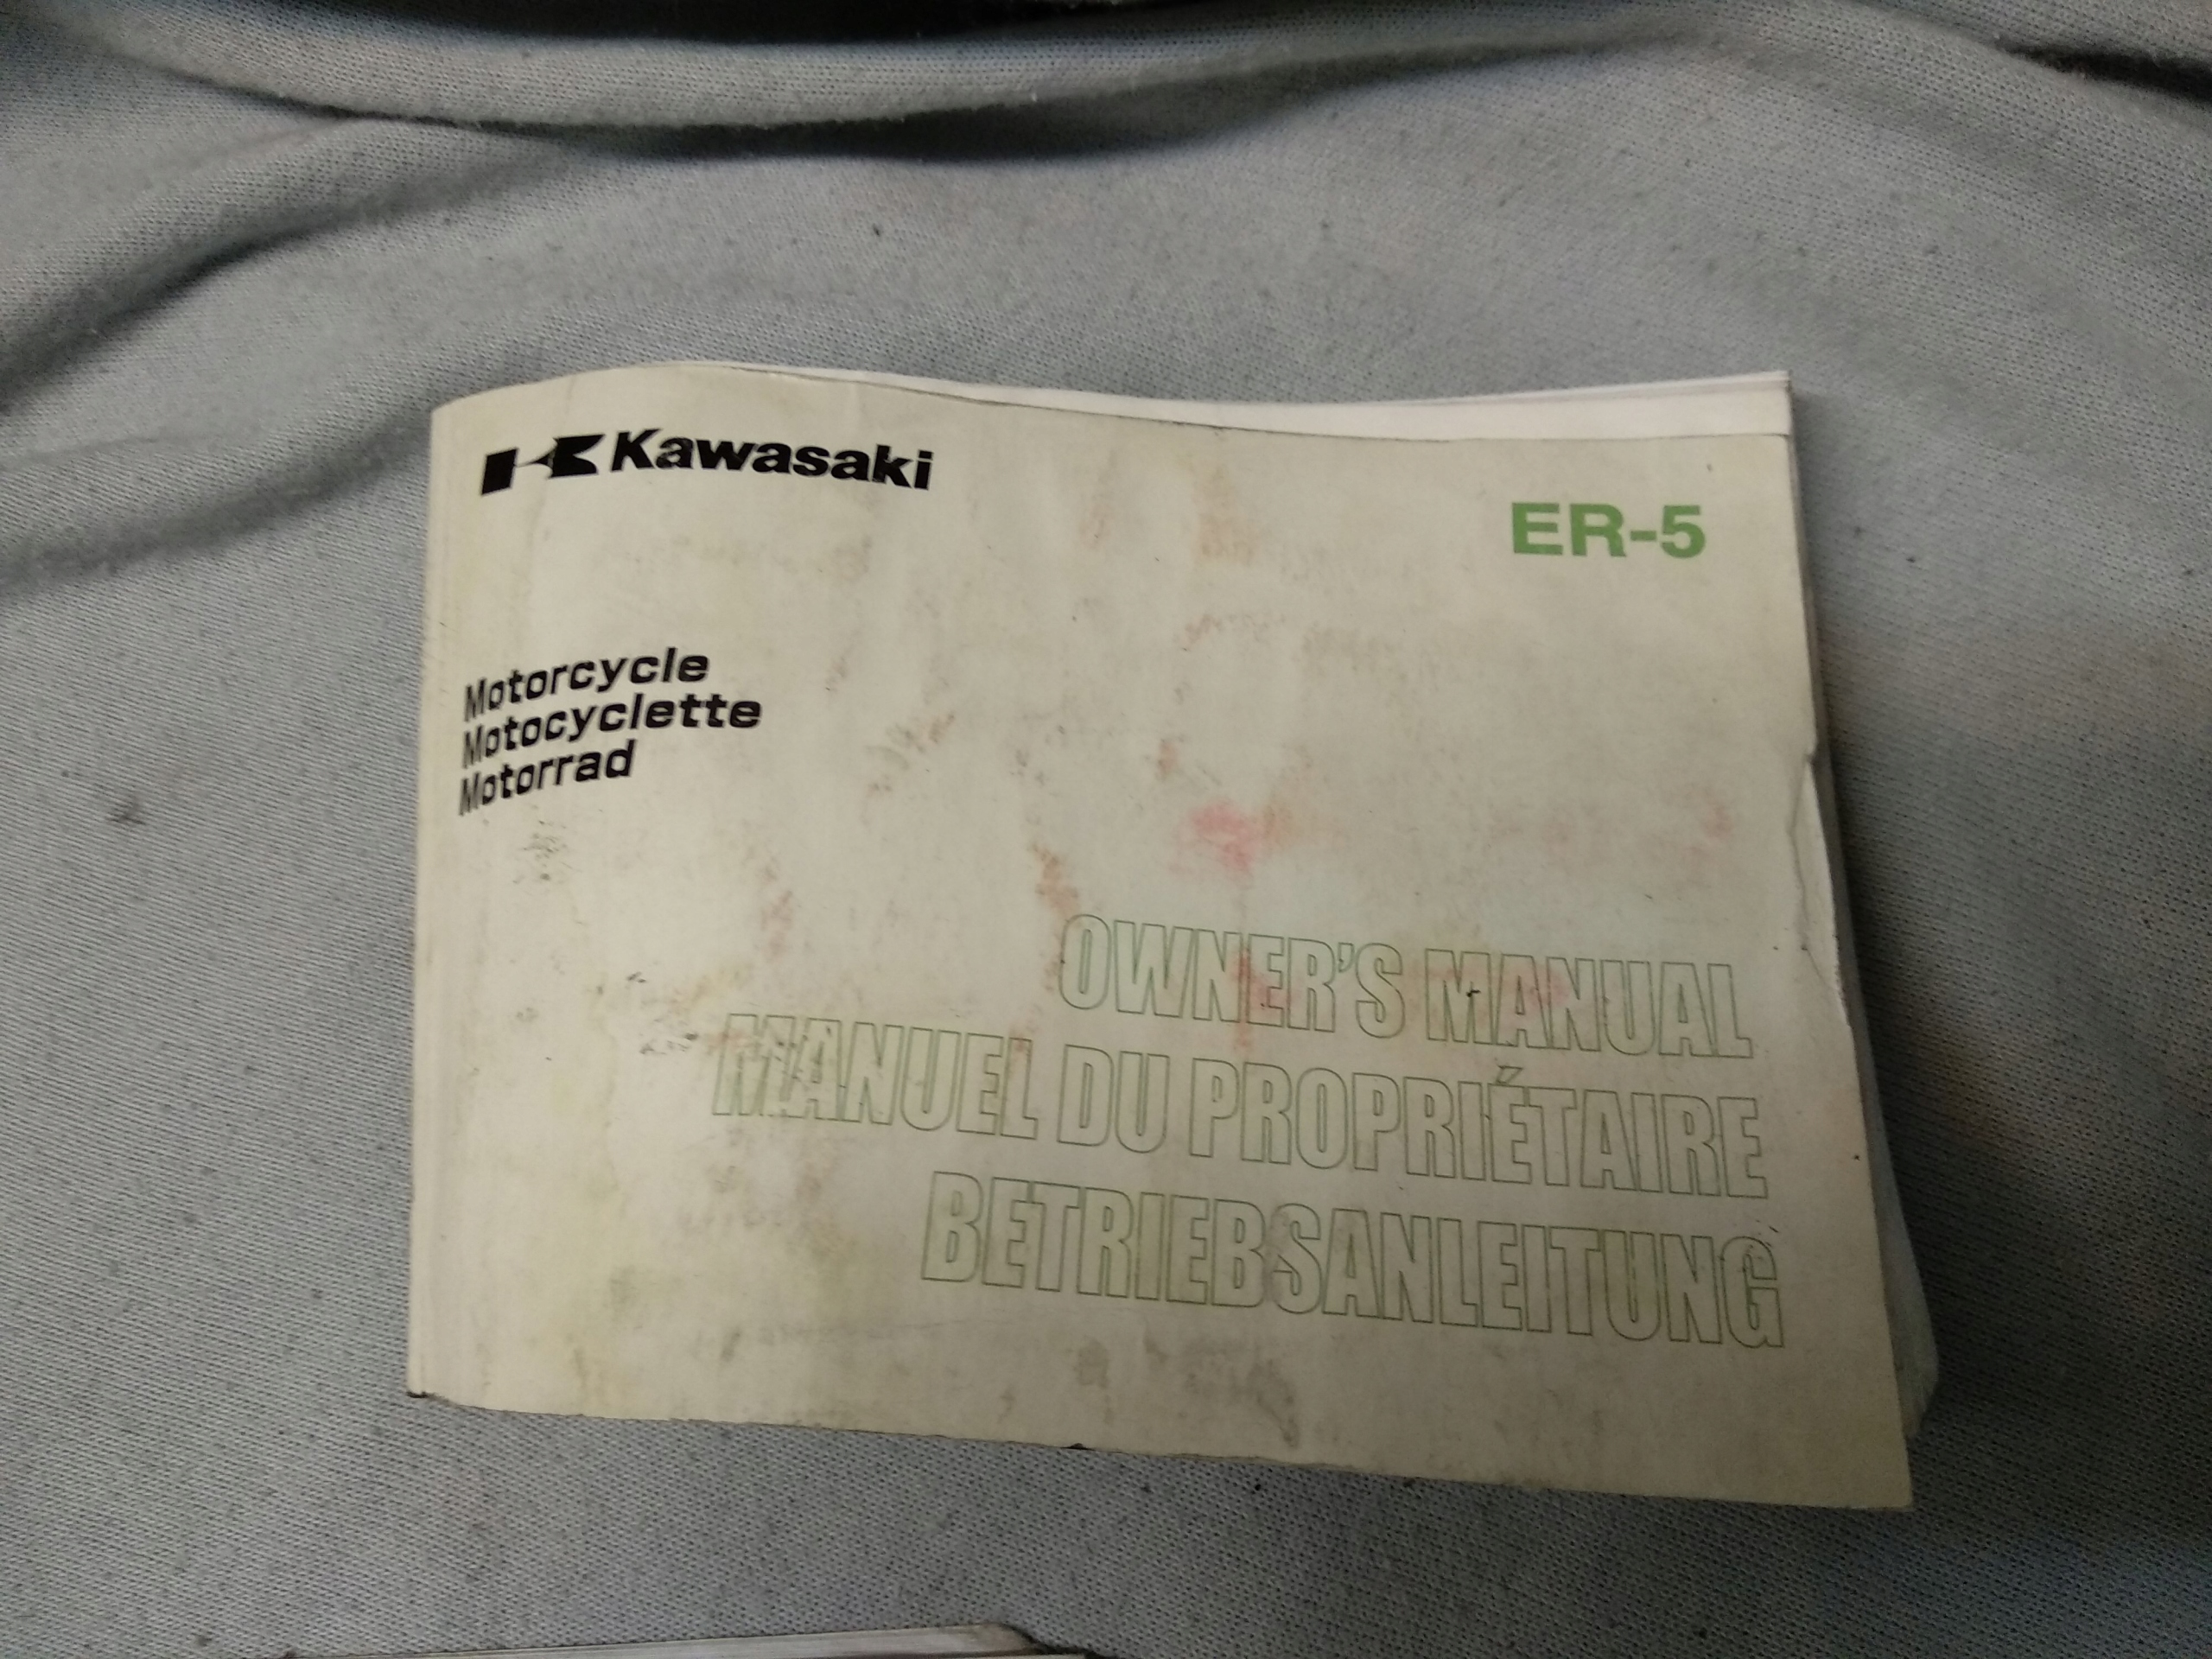 Kawasaki
ER-5
Motorcycle
Motocyclette
Motorrad
OWNER'S MANUAL
MANUEL DU PROPRIÉTAIRE
BETRIEBSANLEITUNG